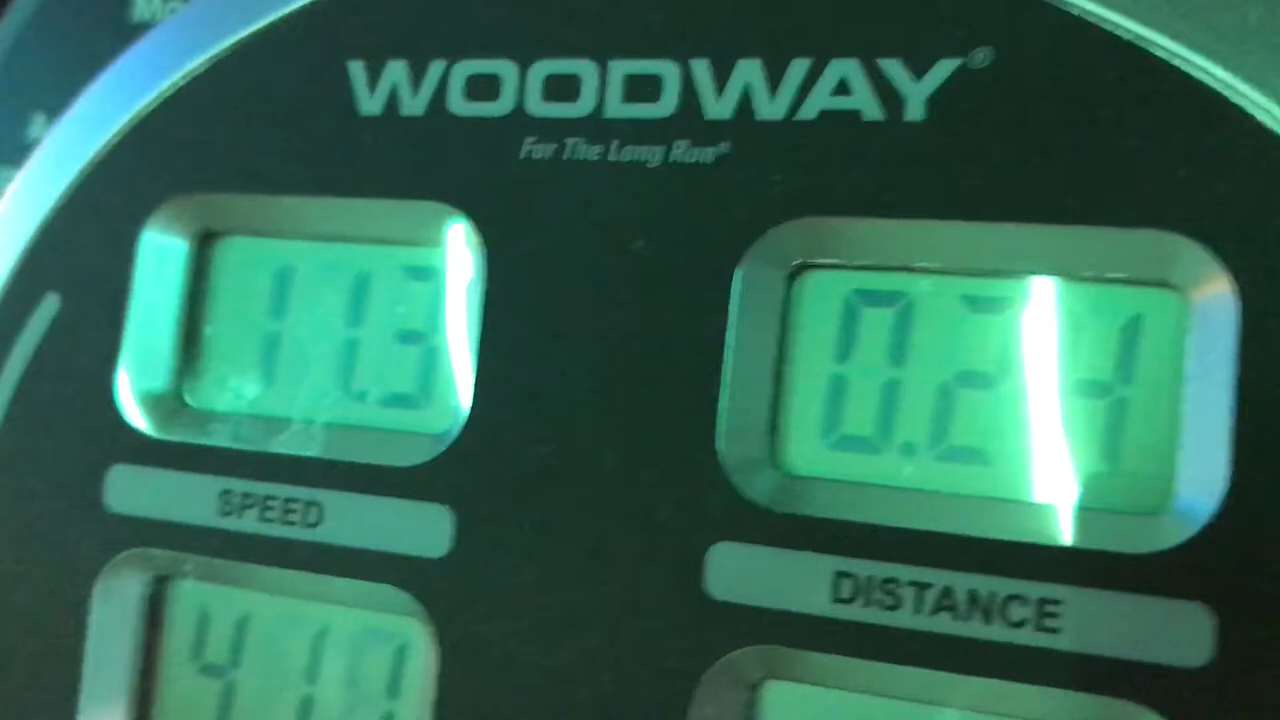 WOODWAY®
For The Long Run®
11.3
0.24
SPEED
DISTANCE